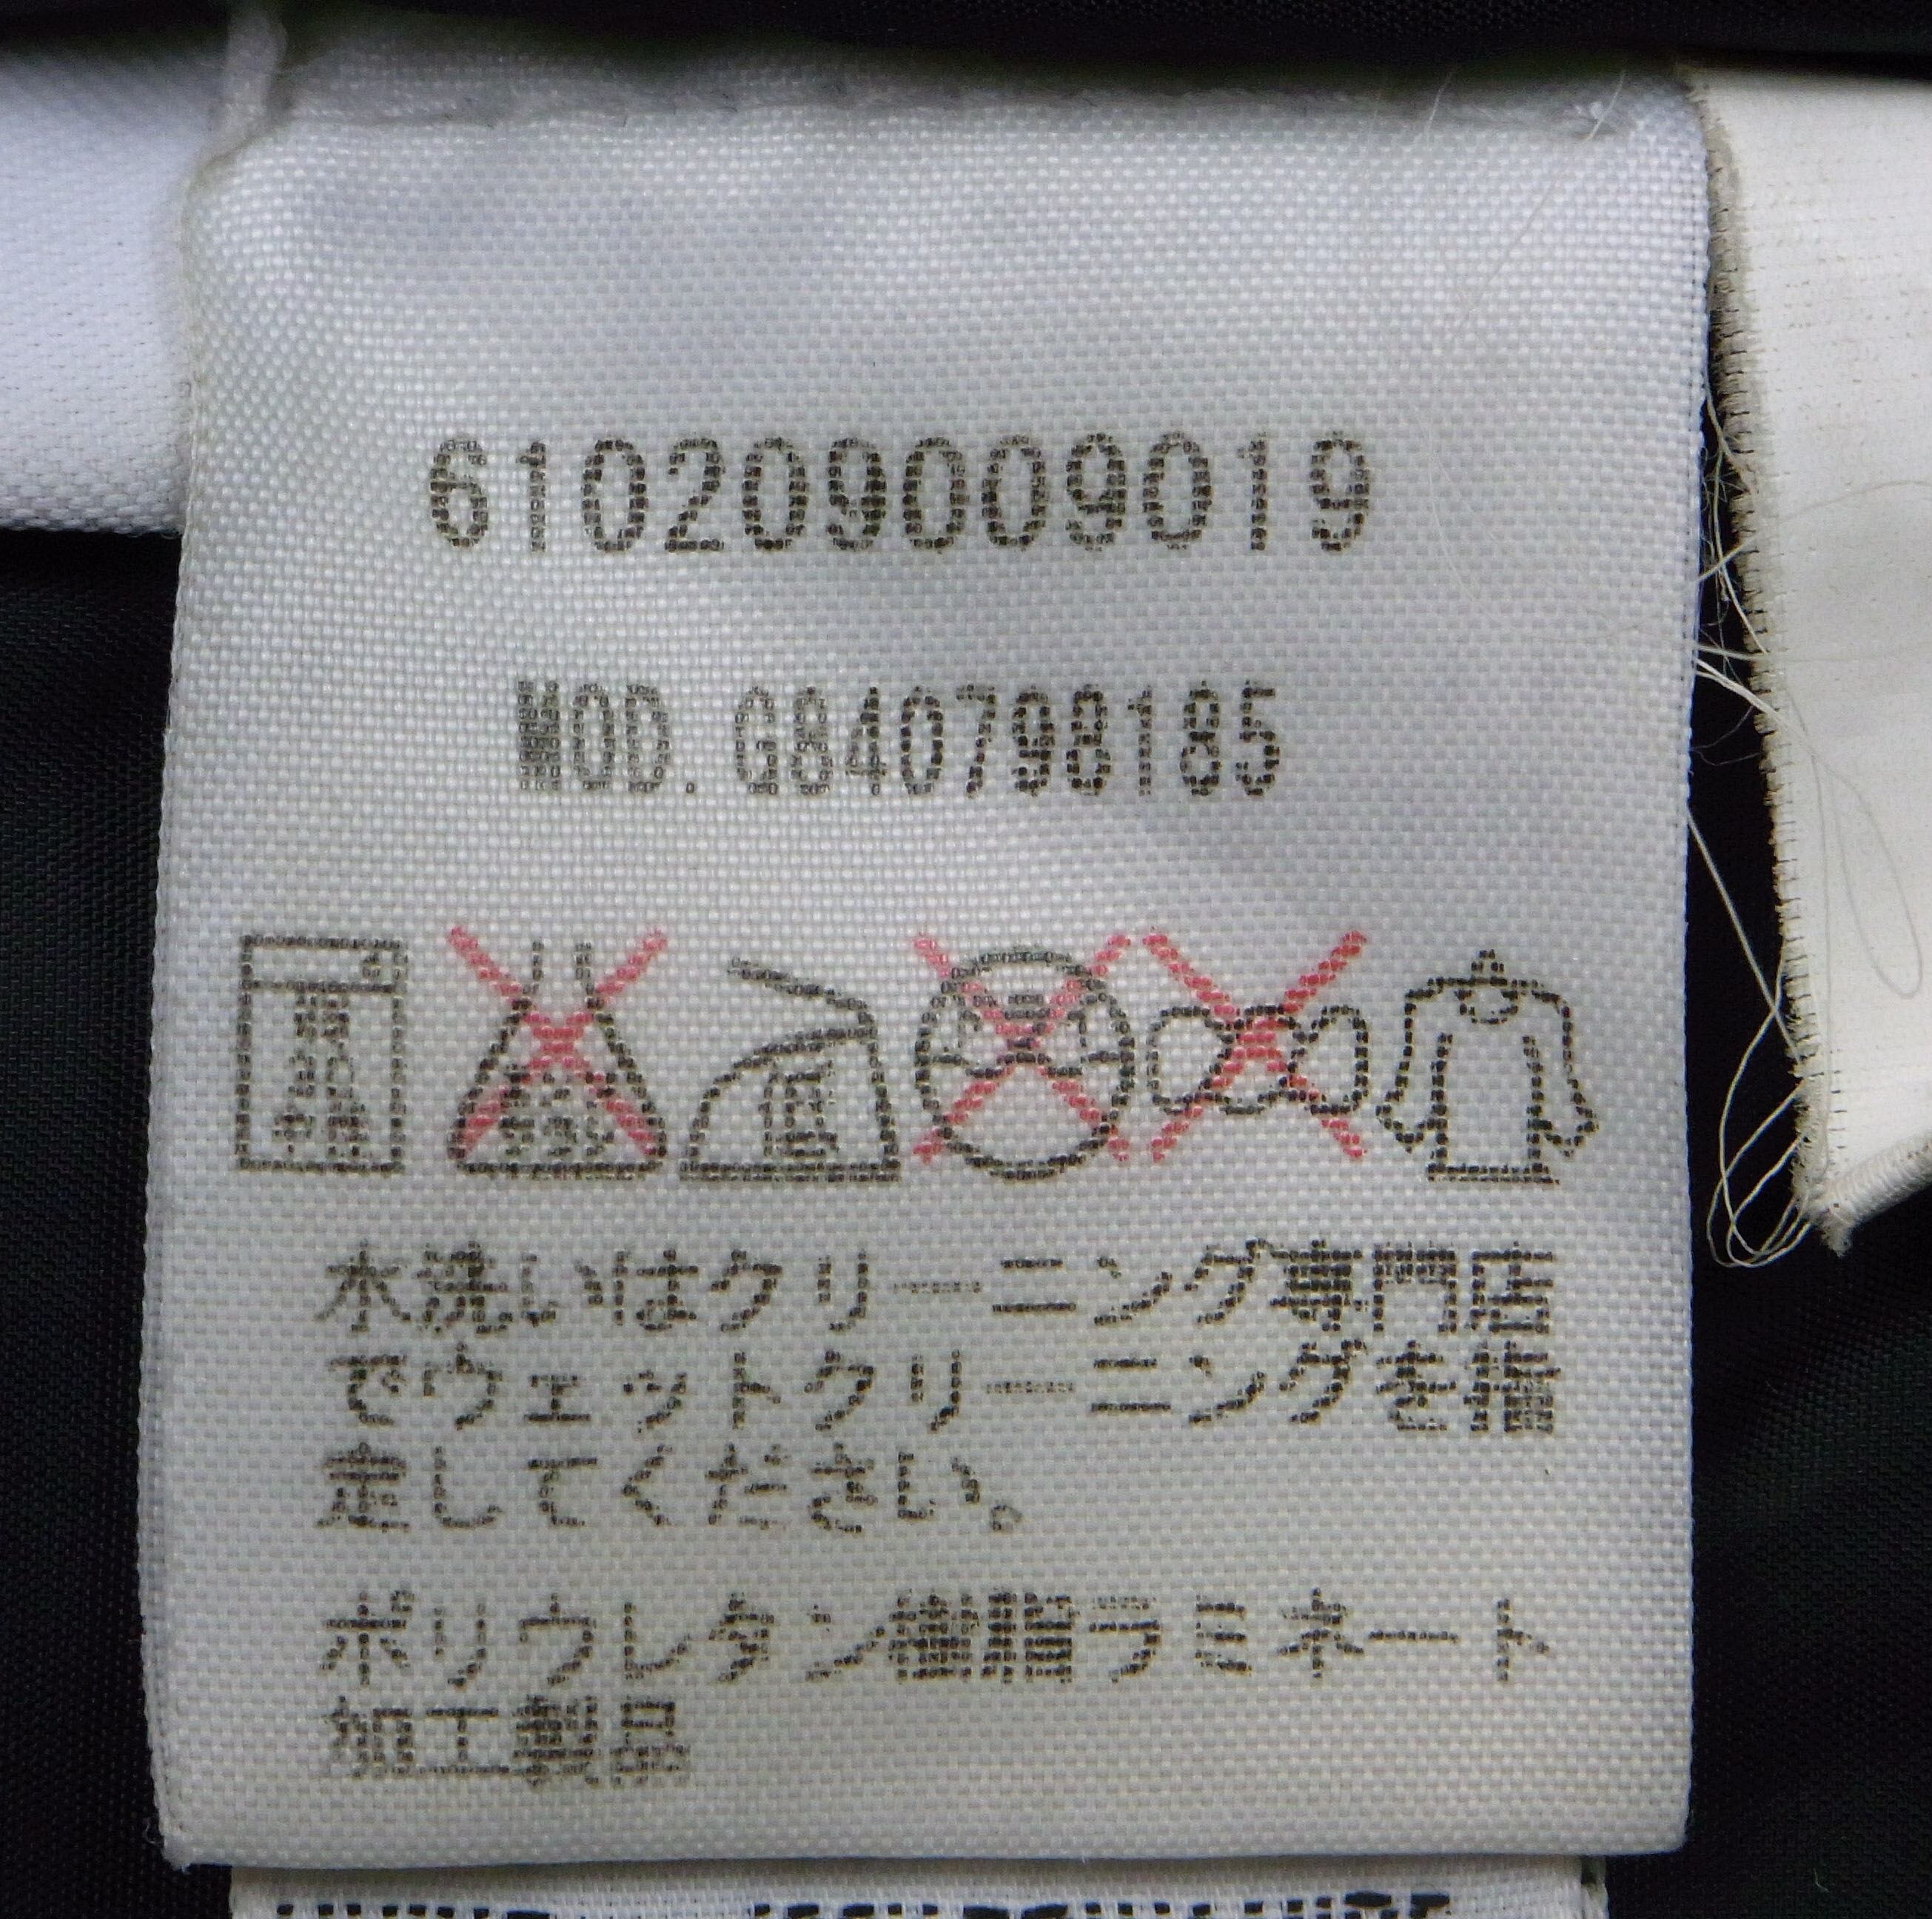 610209009019
MOD. G840798185
水洗いはクリーニング専門店
でウェットクリーニングを指
定してください。
ポリウレタン樹脂ラミネート
加工製品